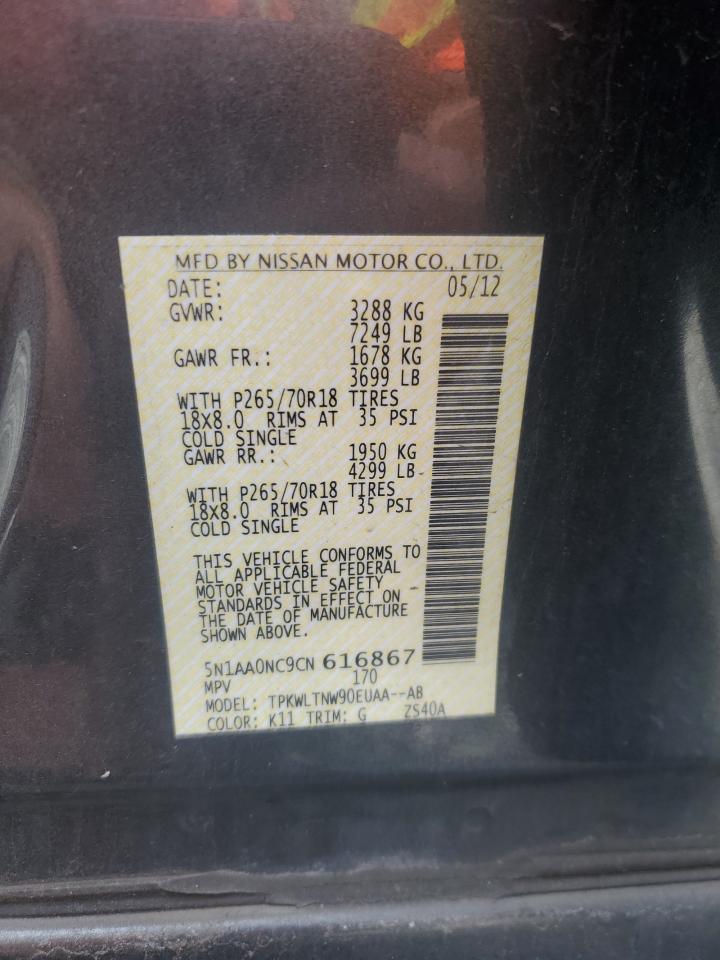 MFD BY NISSAN MOTOR CO., LTD.
DATE: 05/12
GVWR: 3288 KG
7249 LB
GAWR FR.: 1678 KG
3699 LB
WITH P265/70R18 TIRES
18X8.0 RIMS AT 35 PSI
COLD SINGLE
GAWR RR.: 1950 KG
4299 LB
WITH P265/70R18 TIRES
18X8.0 RIMS AT 35 PSI
COLD SINGLE
THIS VEHICLE CONFORMS TO
ALL APPLICABLE FEDERAL
MOTOR VEHICLE SAFETY
STANDARDS IN EFFECT ON
THE DATE OF MANUFACTURE
SHOWN ABOVE.
5N1AA0NC9CN 616867
MPV 170
MODEL: TPKWLTNW90EUAA--AB
COLOR: K11 TRIM: G ZS40A